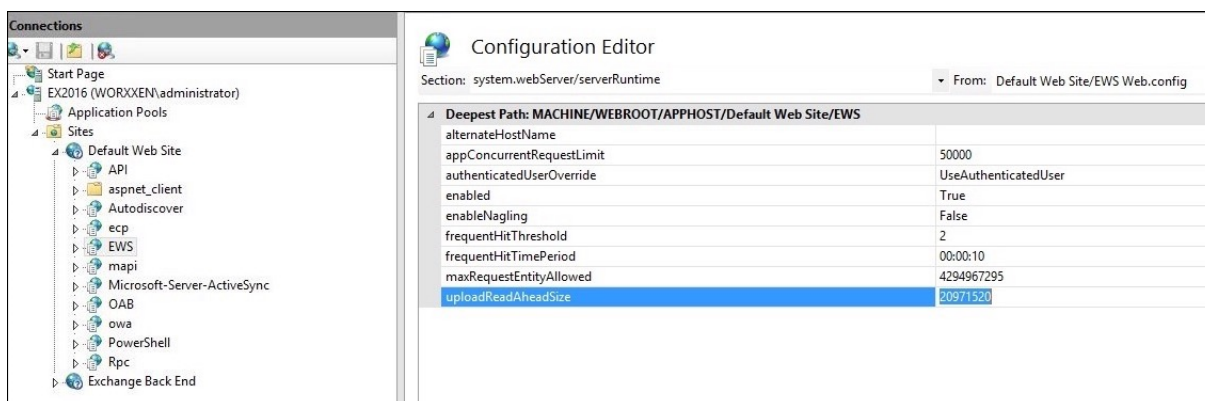 Connections
Start Page
EX2016 (WORXXEN\administrator)
Application Pools
Sites
Default Web Site
API
aspnet_client
Autodiscover
ecp
EWS
mapi
Microsoft-Server-ActiveSync
OAB
owa
PowerShell
Rpc
Exchange Back End
Configuration Editor
Section: system.webServer/serverRuntime From: Default Web Site/EWS Web.config
Deepest Path: MACHINE/WEBROOT/APPHOST/Default Web Site/EWS
alternateHostName
appConcurrentRequestLimit 50000
authenticatedUserOverride UseAuthenticatedUser
enabled True
enableNagling False
frequentHitThreshold 2
frequentHitTimePeriod 00:00:10
maxRequestEntityAllowed 4294967295
uploadReadAheadSize 20971520